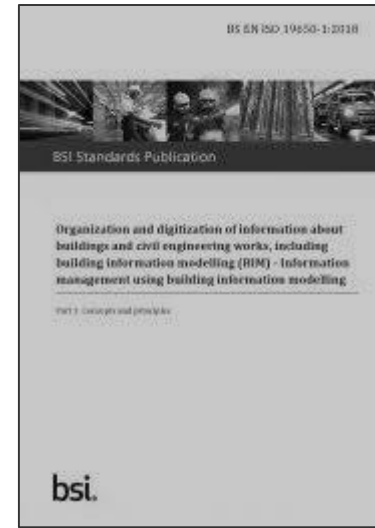 BS EN ISO 19650-1:2018
BSI Standards Publication
Organization and digitization of information about
buildings and civil engineering works, including
building information modelling (BIM) - Information
management using building information modelling
Part 1: Concepts and principles
bsi.